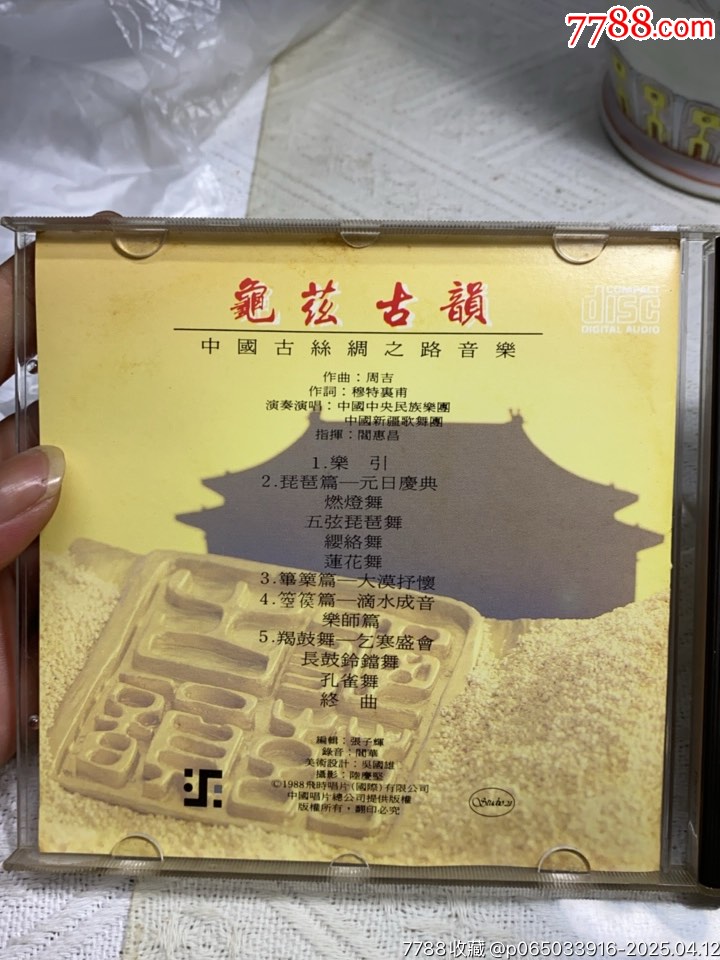 7788.com
龜茲古韻
COMPACT
disc
DIGITAL AUDIO
中國古絲綢之路音樂
作曲：周吉
作詞：穆特裏甫
演奏演唱：中國中央民族樂團
中國新疆歌舞團
指揮：閻惠昌
1.樂 引
2.琵琶篇—元日慶典
燃燈舞
五弦琵琶舞
纓絡舞
蓮花舞
3.篳篥篇—大漠抒懷
4.箜篌篇—滴水成音
樂師篇
5.羯鼓舞—乞寒盛會
長鼓鈴鐺舞
孔雀舞
終 曲
編輯：張子輝
錄音：閻華
美術設計：吳國雄
攝影：陸慶堅
©1988飛時唱片(國際)有限公司
中國唱片總公司提供版權
版權所有，翻印必究
7788收藏@p065033916-2025.04.12